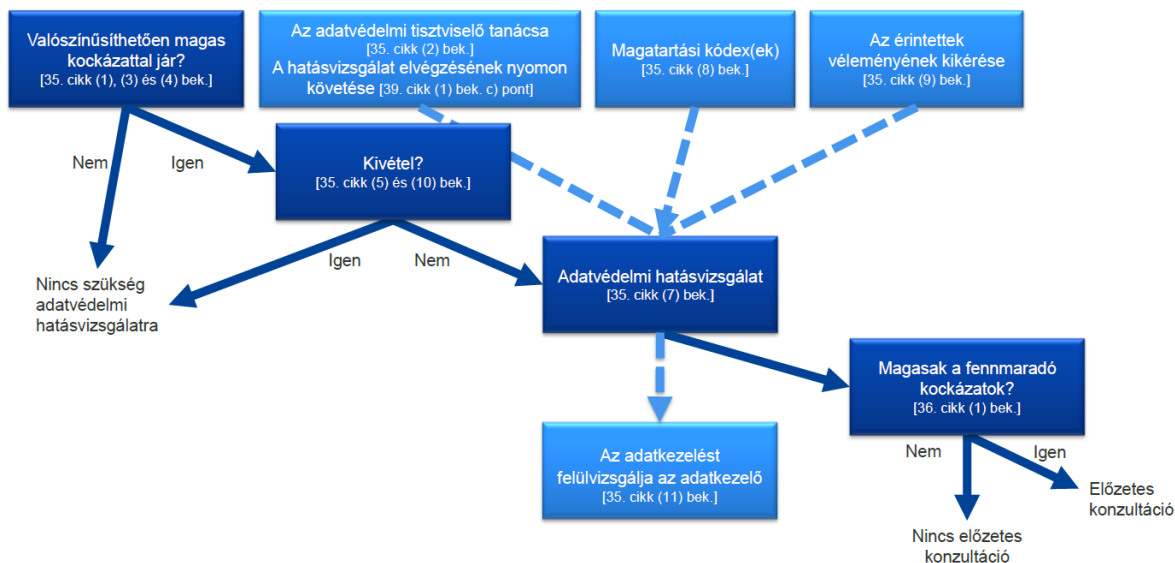 Valószínűsíthetően magas
kockázattal jár?
[35. cikk (1), (3) és (4) bek.]
Az adatvédelmi tisztviselő tanácsa
[35. cikk (2) bek.]
A hatásvizsgálat elvégzésének nyomon
követése [39. cikk (1) bek. c) pont]
Magatartási kódex(ek)
[35. cikk (8) bek.]
Az érintettek
véleményének kikérése
[35. cikk (9) bek.]
Nem
Igen
Kivétel?
[35. cikk (5) és (10) bek.]
Igen
Nem
Nincs szükség
adatvédelmi
hatásvizsgálatra
Adatvédelmi hatásvizsgálat
[35. cikk (7) bek.]
Magasak a fennmaradó
kockázatok?
[36. cikk (1) bek.]
Az adatkezelést
felülvizsgálja az adatkezelő
[35. cikk (11) bek.]
Nem
Igen
Előzetes
konzultáció
Nincs előzetes
konzultáció